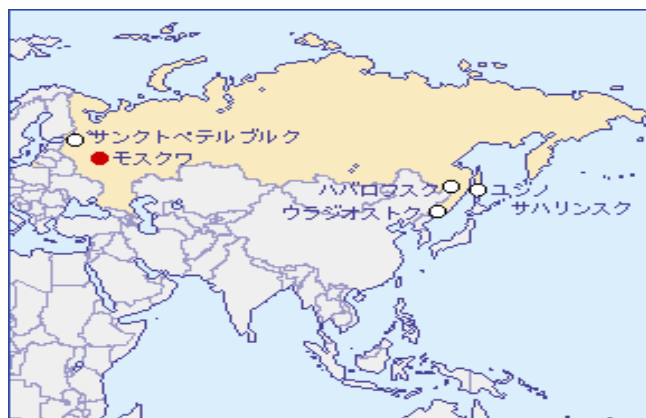 サンクトペテルブルク
モスクワ
ハバロフスク
ユジノ
サハリンスク
ウラジオストク